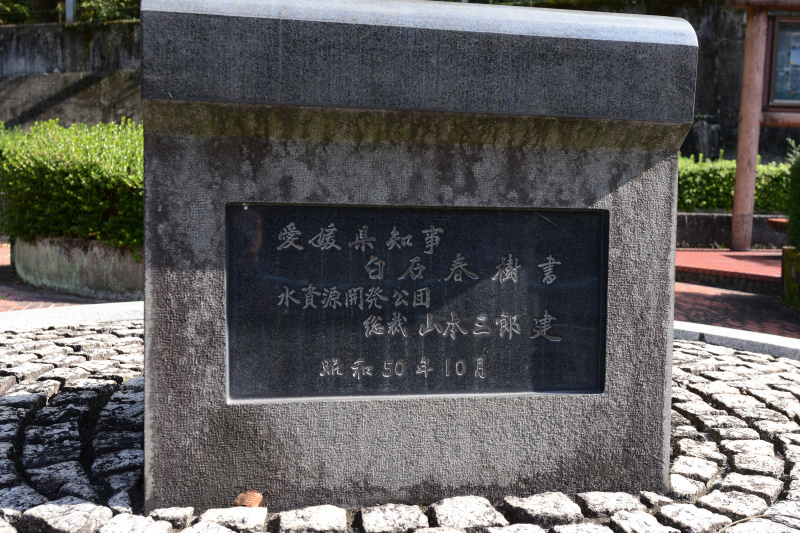 愛媛県知事
白石春樹書
水資源開発公団
総裁 山本三郎 建
昭和50年10月